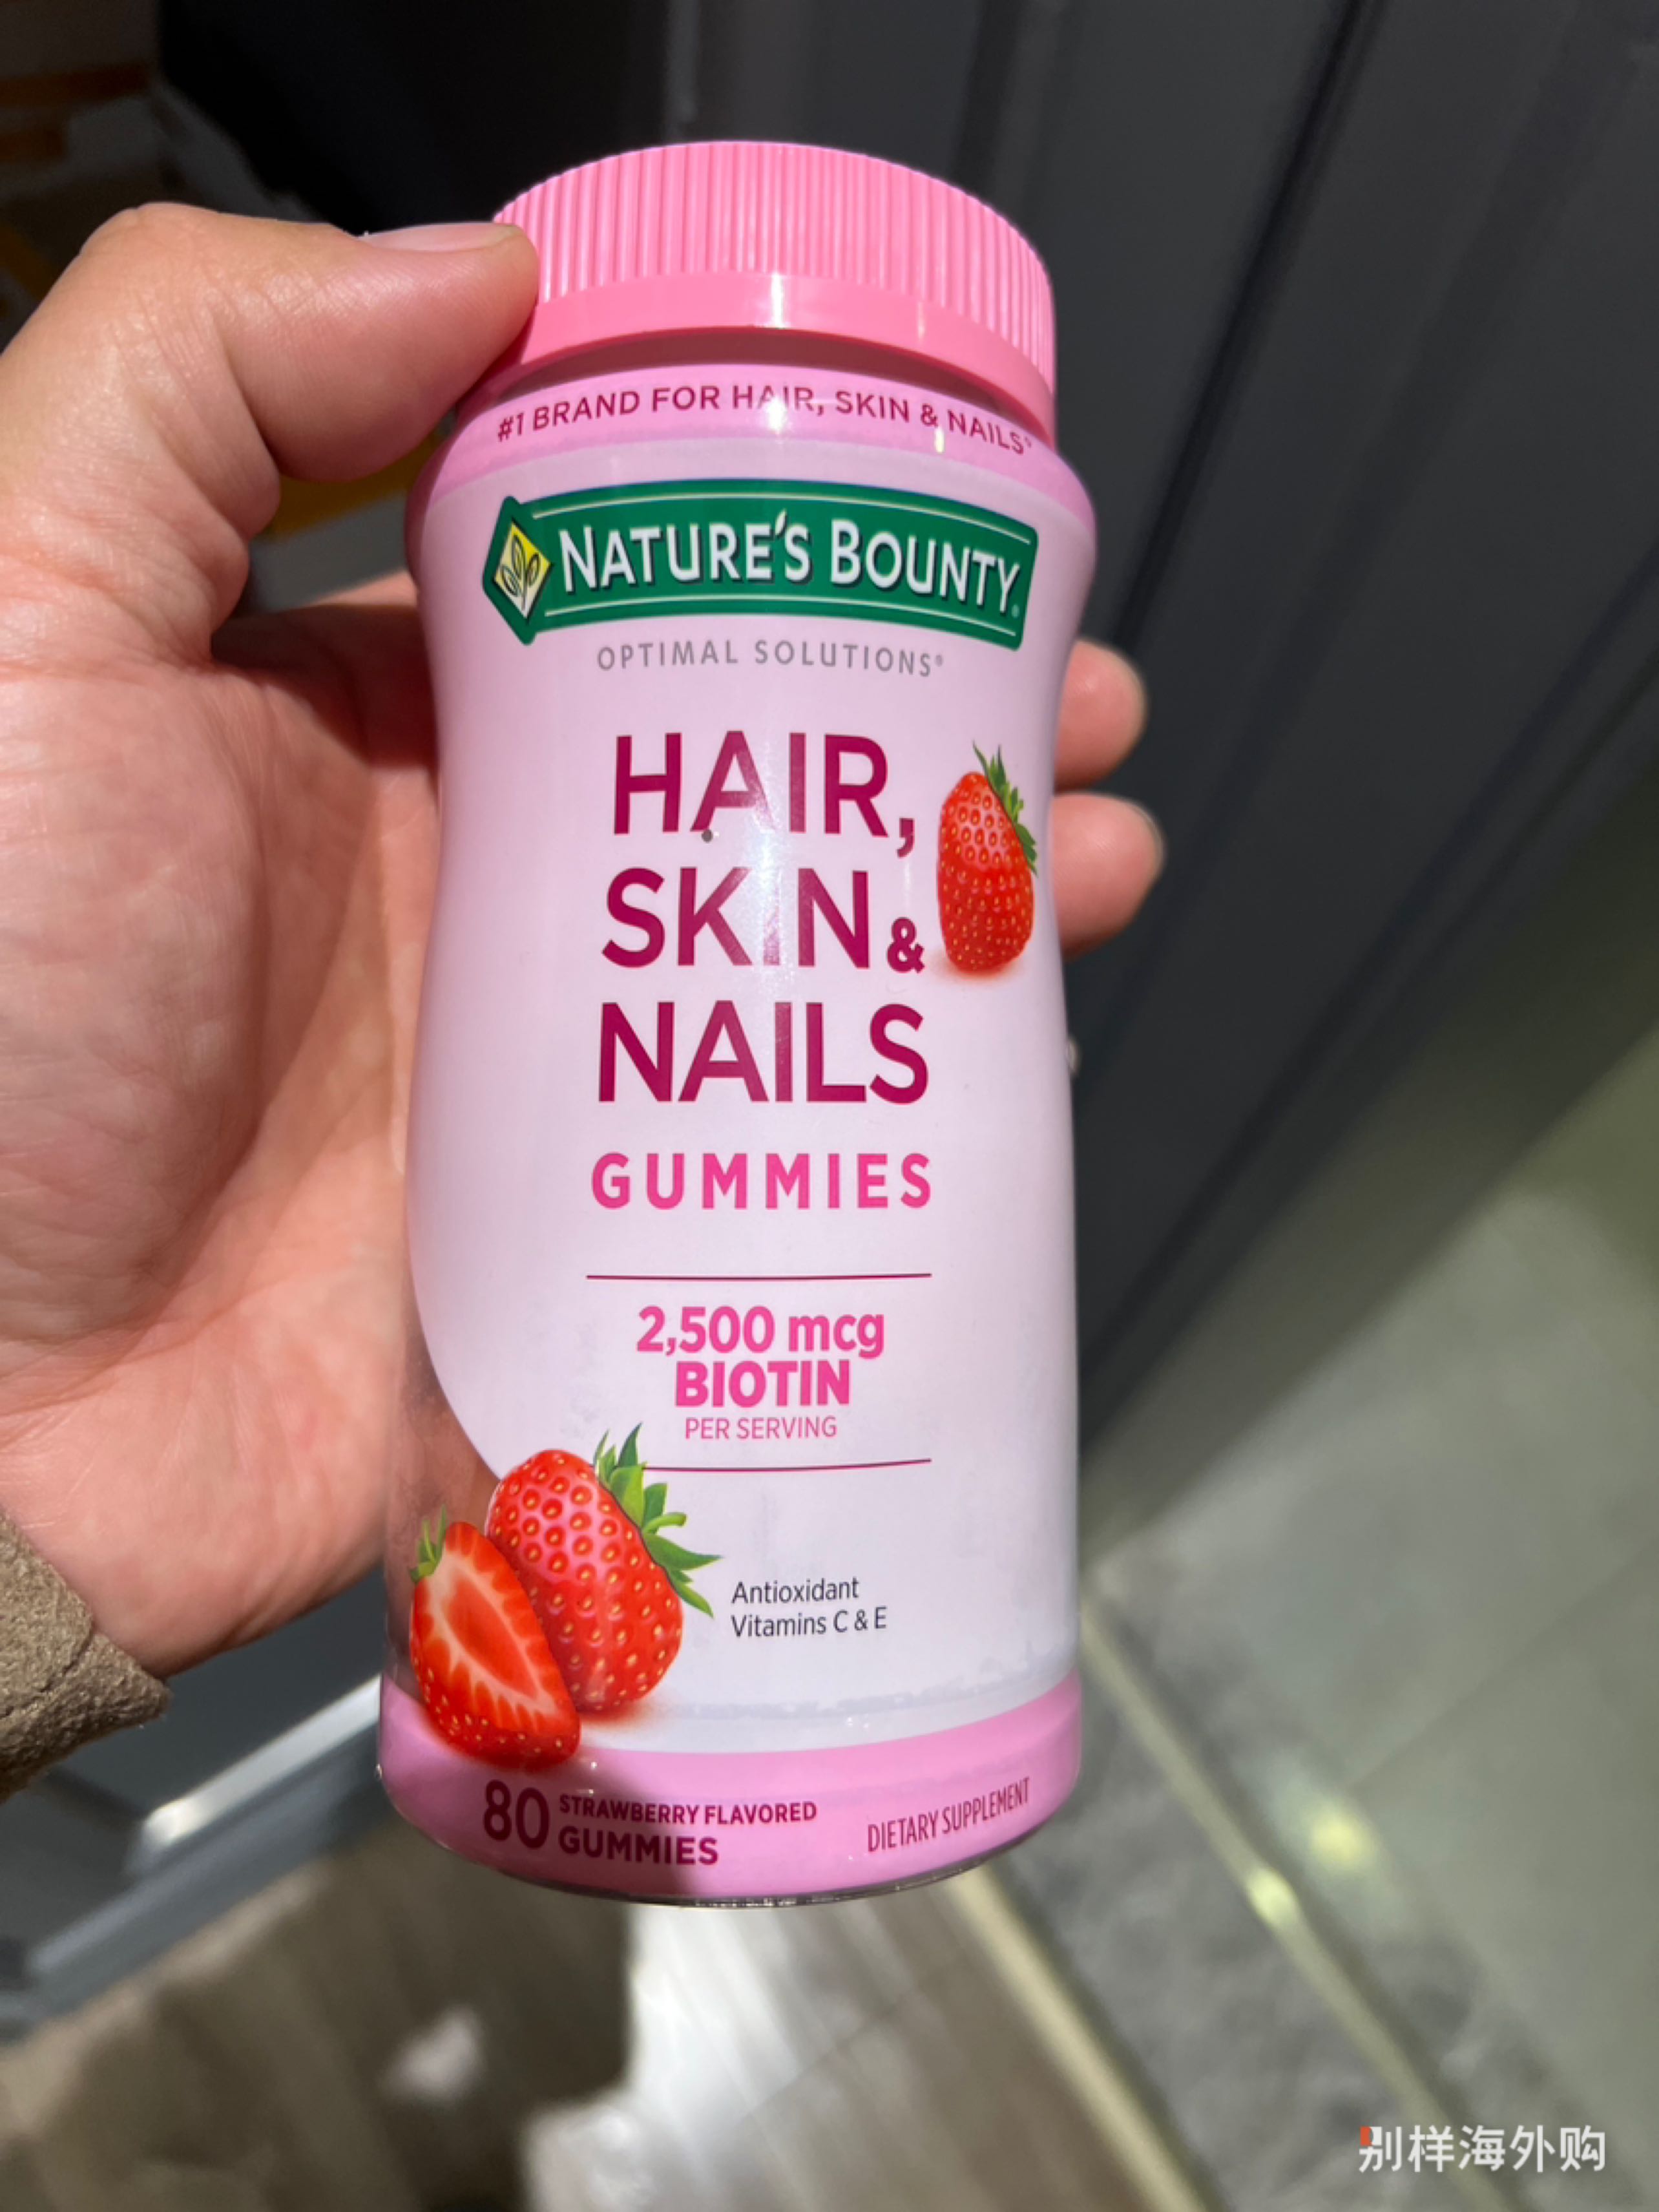 #1 BRAND FOR HAIR, SKIN & NAILS*
NATURE'S BOUNTY®
OPTIMAL SOLUTIONS®
HAIR,
SKIN &
NAILS
GUMMIES
2,500 mcg
BIOTIN
PER SERVING
Antioxidant
Vitamins C & E
80 STRAWBERRY FLAVORED
GUMMIES
DIETARY SUPPLEMENT
别样海外购